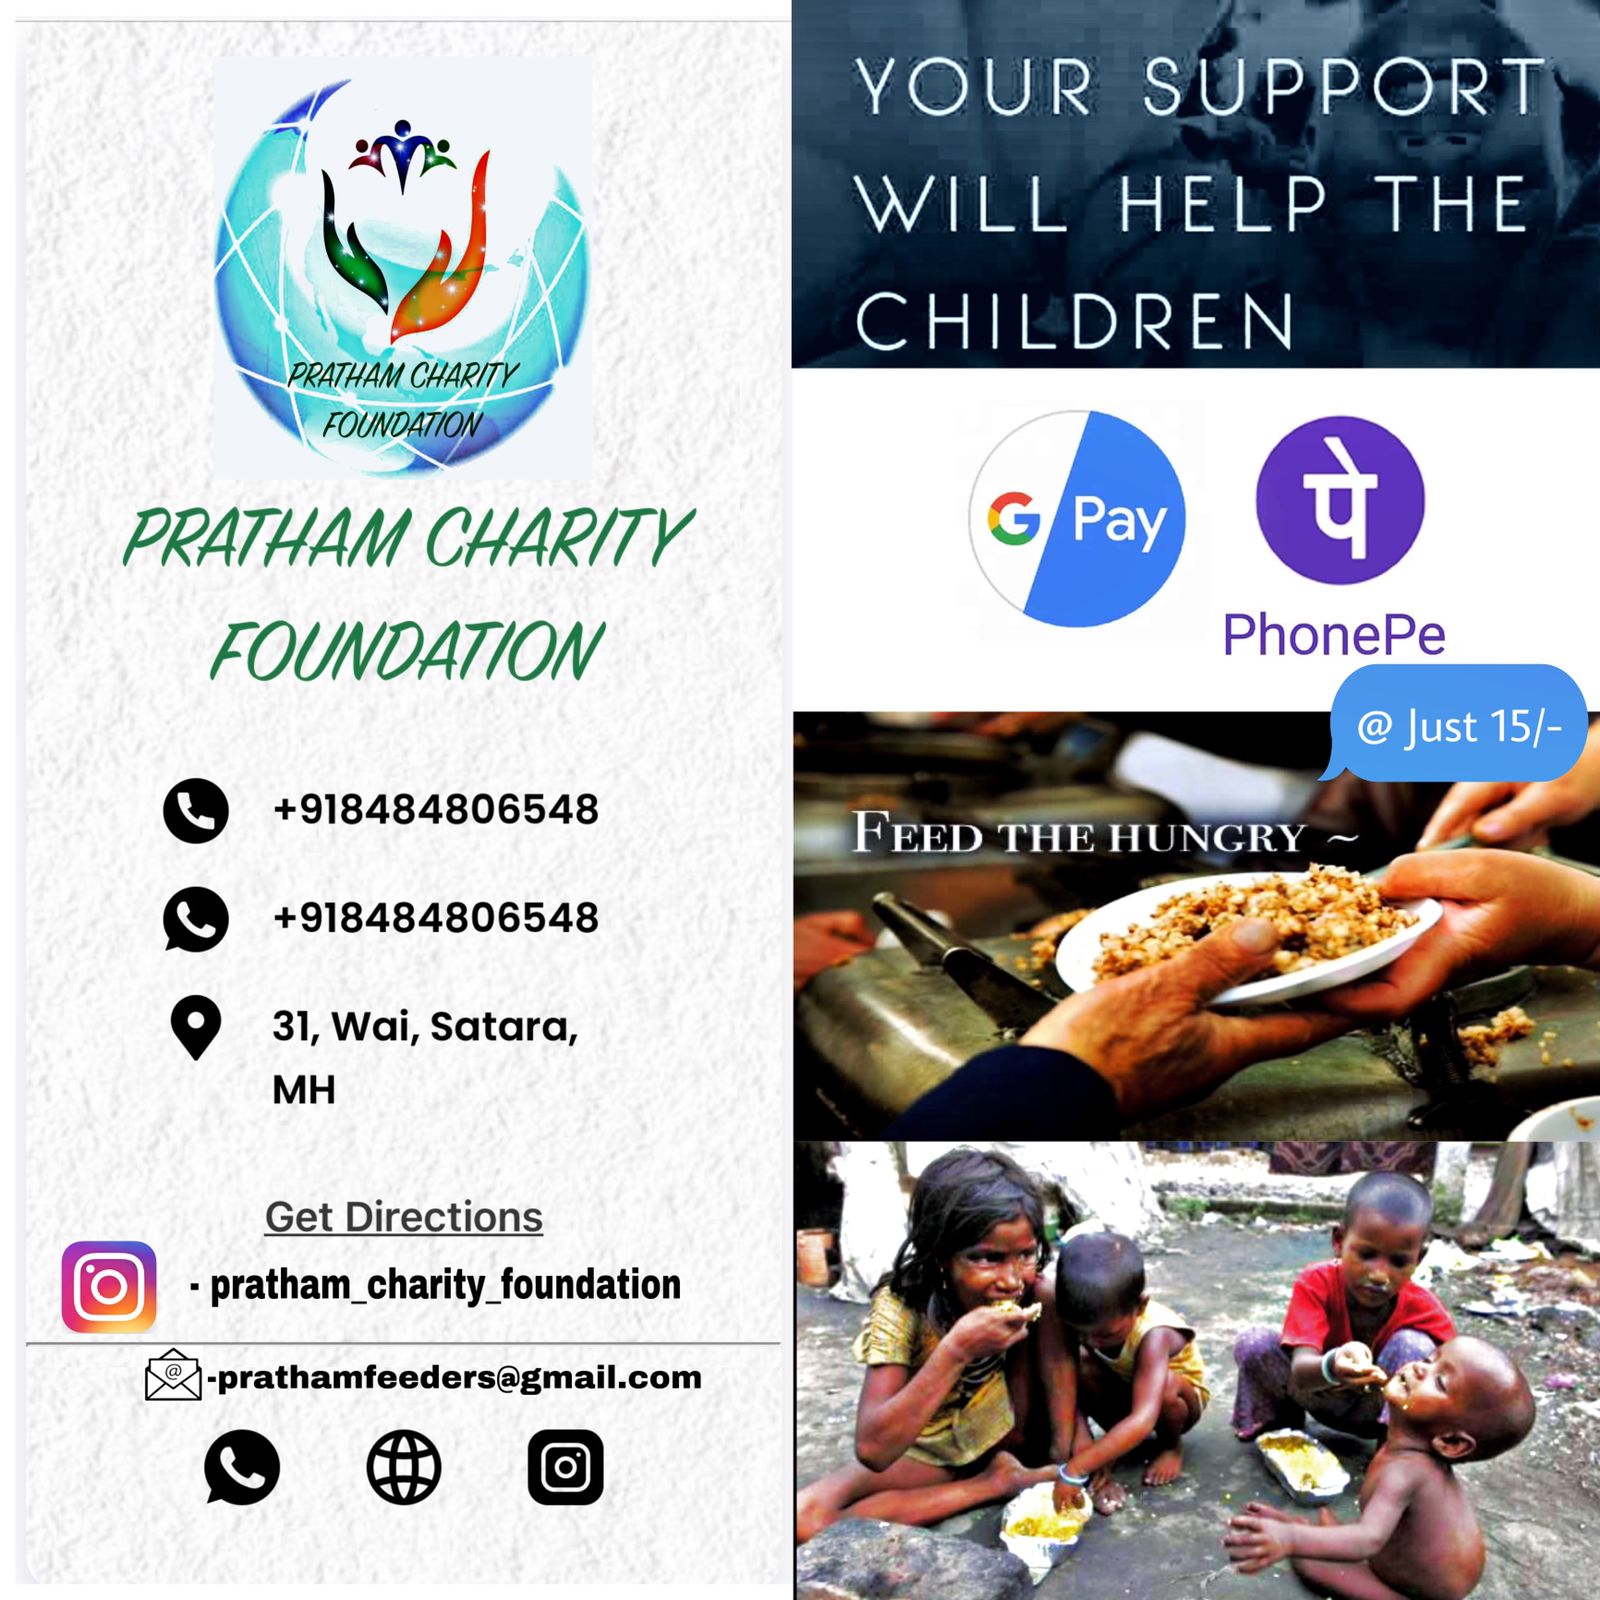 PRATHAM CHARITY
FOUNDATION
PRATHAM CHARITY
FOUNDATION
+918484806548
+918484806548
31, Wai, Satara,
MH
Get Directions
- pratham_charity_foundation
@
-prathamfeeders@gmail.com
YOUR SUPPORT
WILL HELP THE
CHILDREN
G Pay
पे
PhonePe
@ Just 15/-
FEED THE HUNGRY ~